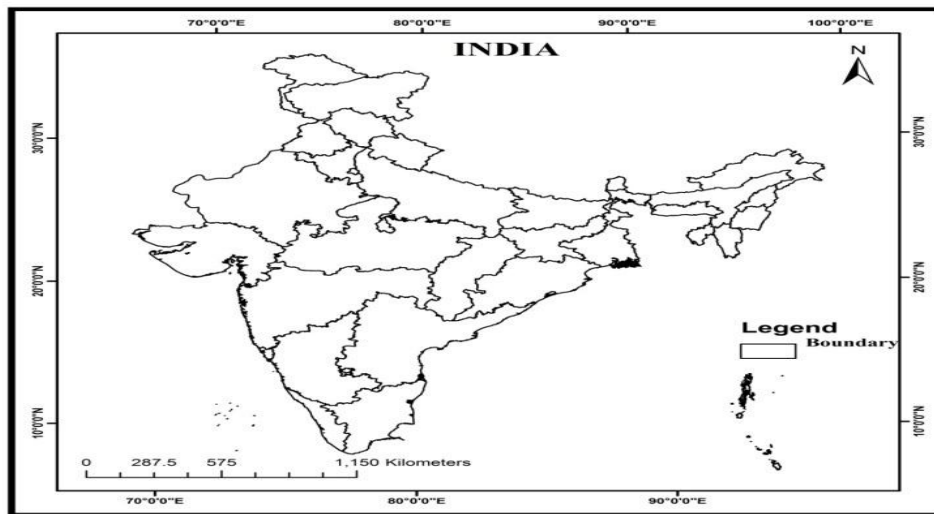 70°0'0"E 80°0'0"E 90°0'0"E 100°0'0"E
INDIA
N
30°0'0"N 30°0'0"N
20°0'0"N 20°0'0"N
Legend
Boundary
10°0'0"N 10°0'0"N
0 287.5 575 1,150 Kilometers
70°0'0"E 80°0'0"E 90°0'0"E